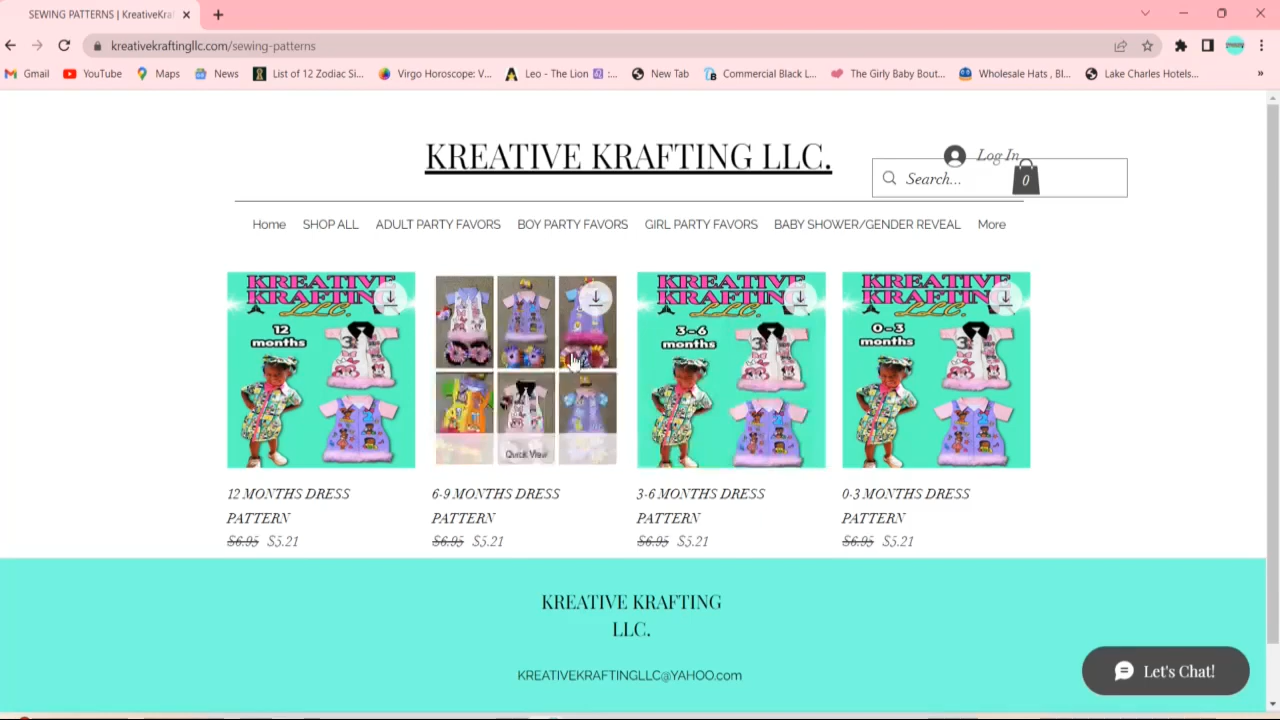 SEWING PATTERNS | KreativeKra
kreativekraftingllc.com/sewing-patterns
Gmail
YouTube
Maps
News
List of 12 Zodiac Si...
Virgo Horoscope: V...
Leo - The Lion ♌ :...
New Tab
Commercial Black L...
The Girly Baby Bout...
Wholesale Hats , Bl...
Lake Charles Hotels...
»
KREATIVE KRAFTING LLC.
Log In
Search...
0
Home
SHOP ALL
ADULT PARTY FAVORS
BOY PARTY FAVORS
GIRL PARTY FAVORS
BABY SHOWER/GENDER REVEAL
More
KREATIVE
KRAFTING
LLC.
12
months
Quick View
KREATIVE
KRAFTING
LLC.
3-6
months
KREATIVE
KRAFTING
LLC.
0-3
months
12 MONTHS DRESS
PATTERN
$6.95 $5.21
6-9 MONTHS DRESS
PATTERN
$6.95 $5.21
3-6 MONTHS DRESS
PATTERN
$6.95 $5.21
0-3 MONTHS DRESS
PATTERN
$6.95 $5.21
KREATIVE KRAFTING
LLC.
KREATIVEKRAFTINGLLC@YAHOO.com
Let's Chat!